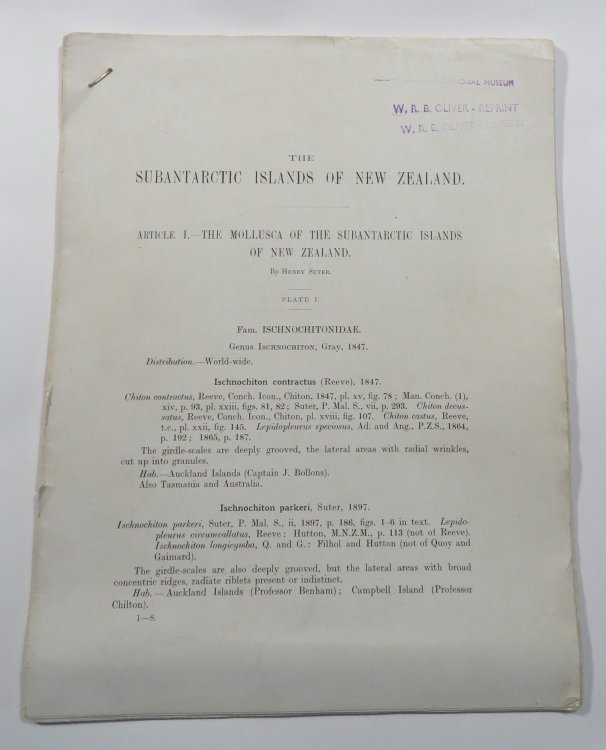 NATIONAL MUSEUM
W. R. B. OLIVER - REPRINT
W. R. B. OLIVER
THE
SUBANTARCTIC ISLANDS OF NEW ZEALAND.
ARTICLE I.—THE MOLLUSCA OF THE SUBANTARCTIC ISLANDS
OF NEW ZEALAND.
By Henry Suter.
PLATE I.
Fam. ISCHNOCHITONIDAE.
Genus Ischnochiton, Gray, 1847.
Distribution.—World-wide.
Ischnochiton contractus (Reeve), 1847.
Chiton contractus, Reeve, Conch. Icon., Chiton, 1847, pl. xv, fig. 78; Man. Conch. (1),
xiv, p. 93, pl. xxiii, figs. 81, 82; Suter, P. Mal. S., vii, p. 293. Chiton decus-
satus, Reeve, Conch. Icon., Chiton, pl. xviii, fig. 107. Chiton castus, Reeve,
t.c., pl. xxii, fig. 145. Lepidopleurus speciosus, Ad. and Ang., P.Z.S., 1864,
p. 192; 1865, p. 187.
The girdle-scales are deeply grooved, the lateral areas with radial wrinkles,
cut up into granules.
Hab.—Auckland Islands (Captain J. Bollons).
Also Tasmania and Australia.
Ischnochiton parkeri, Suter, 1897.
Ischnochiton parkeri, Suter, P. Mal. S., ii, 1897, p. 186, figs. 1–6 in text. Lepido-
pleurus circumvallatus, Reeve: Hutton, M.N.Z.M., p. 113 (not of Reeve).
Ischnochiton longicymba, Q. and G.: Filhol and Hutton (not of Quoy and
Gaimard).
The girdle-scales are also deeply grooved, but the lateral areas with broad
concentric ridges, radiate riblets present or indistinct.
Hab.—Auckland Islands (Professor Benham); Campbell Island (Professor
Chilton).
1—S.